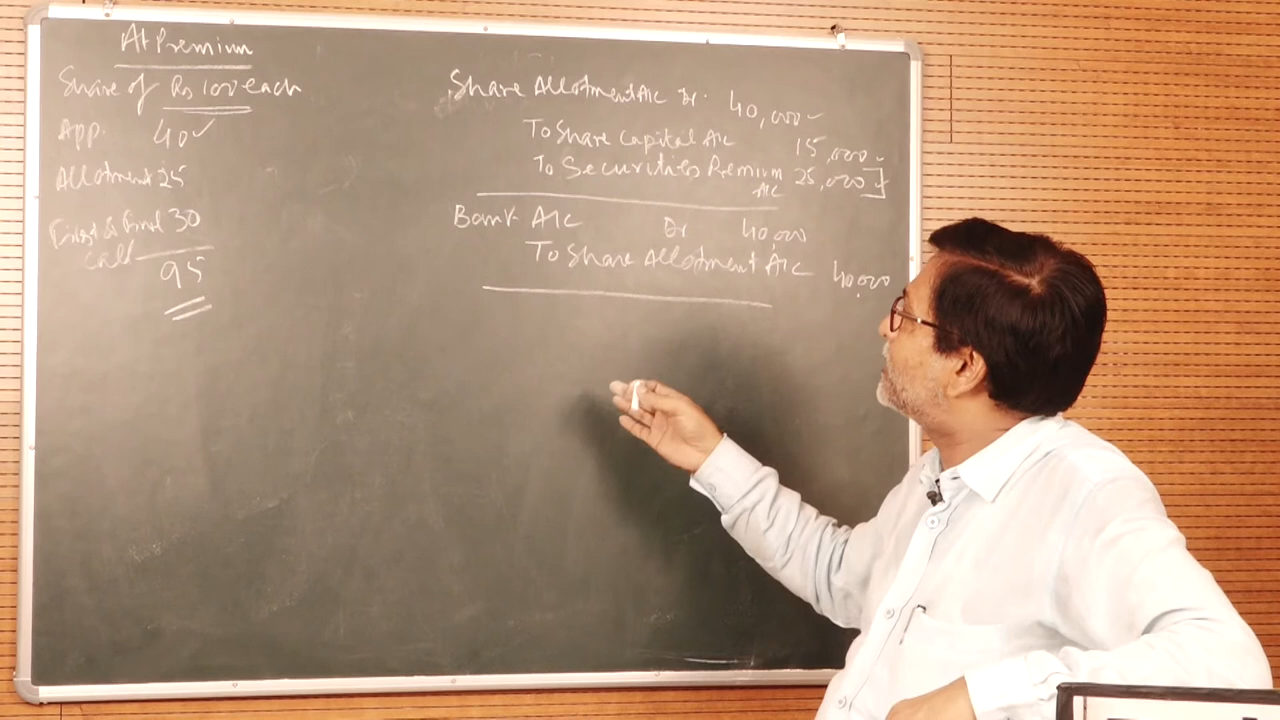 At Premium
Share of Rs 100 each
App. 40✓
Allotment 25
First & Final 30
call
95
Share Allotment A/c Dr. 40,000
To Share Capital A/c 15,000
To Securities Premium 25,000
A/c
Bank A/c Dr 40,000
To Share Allotment A/c 40,000